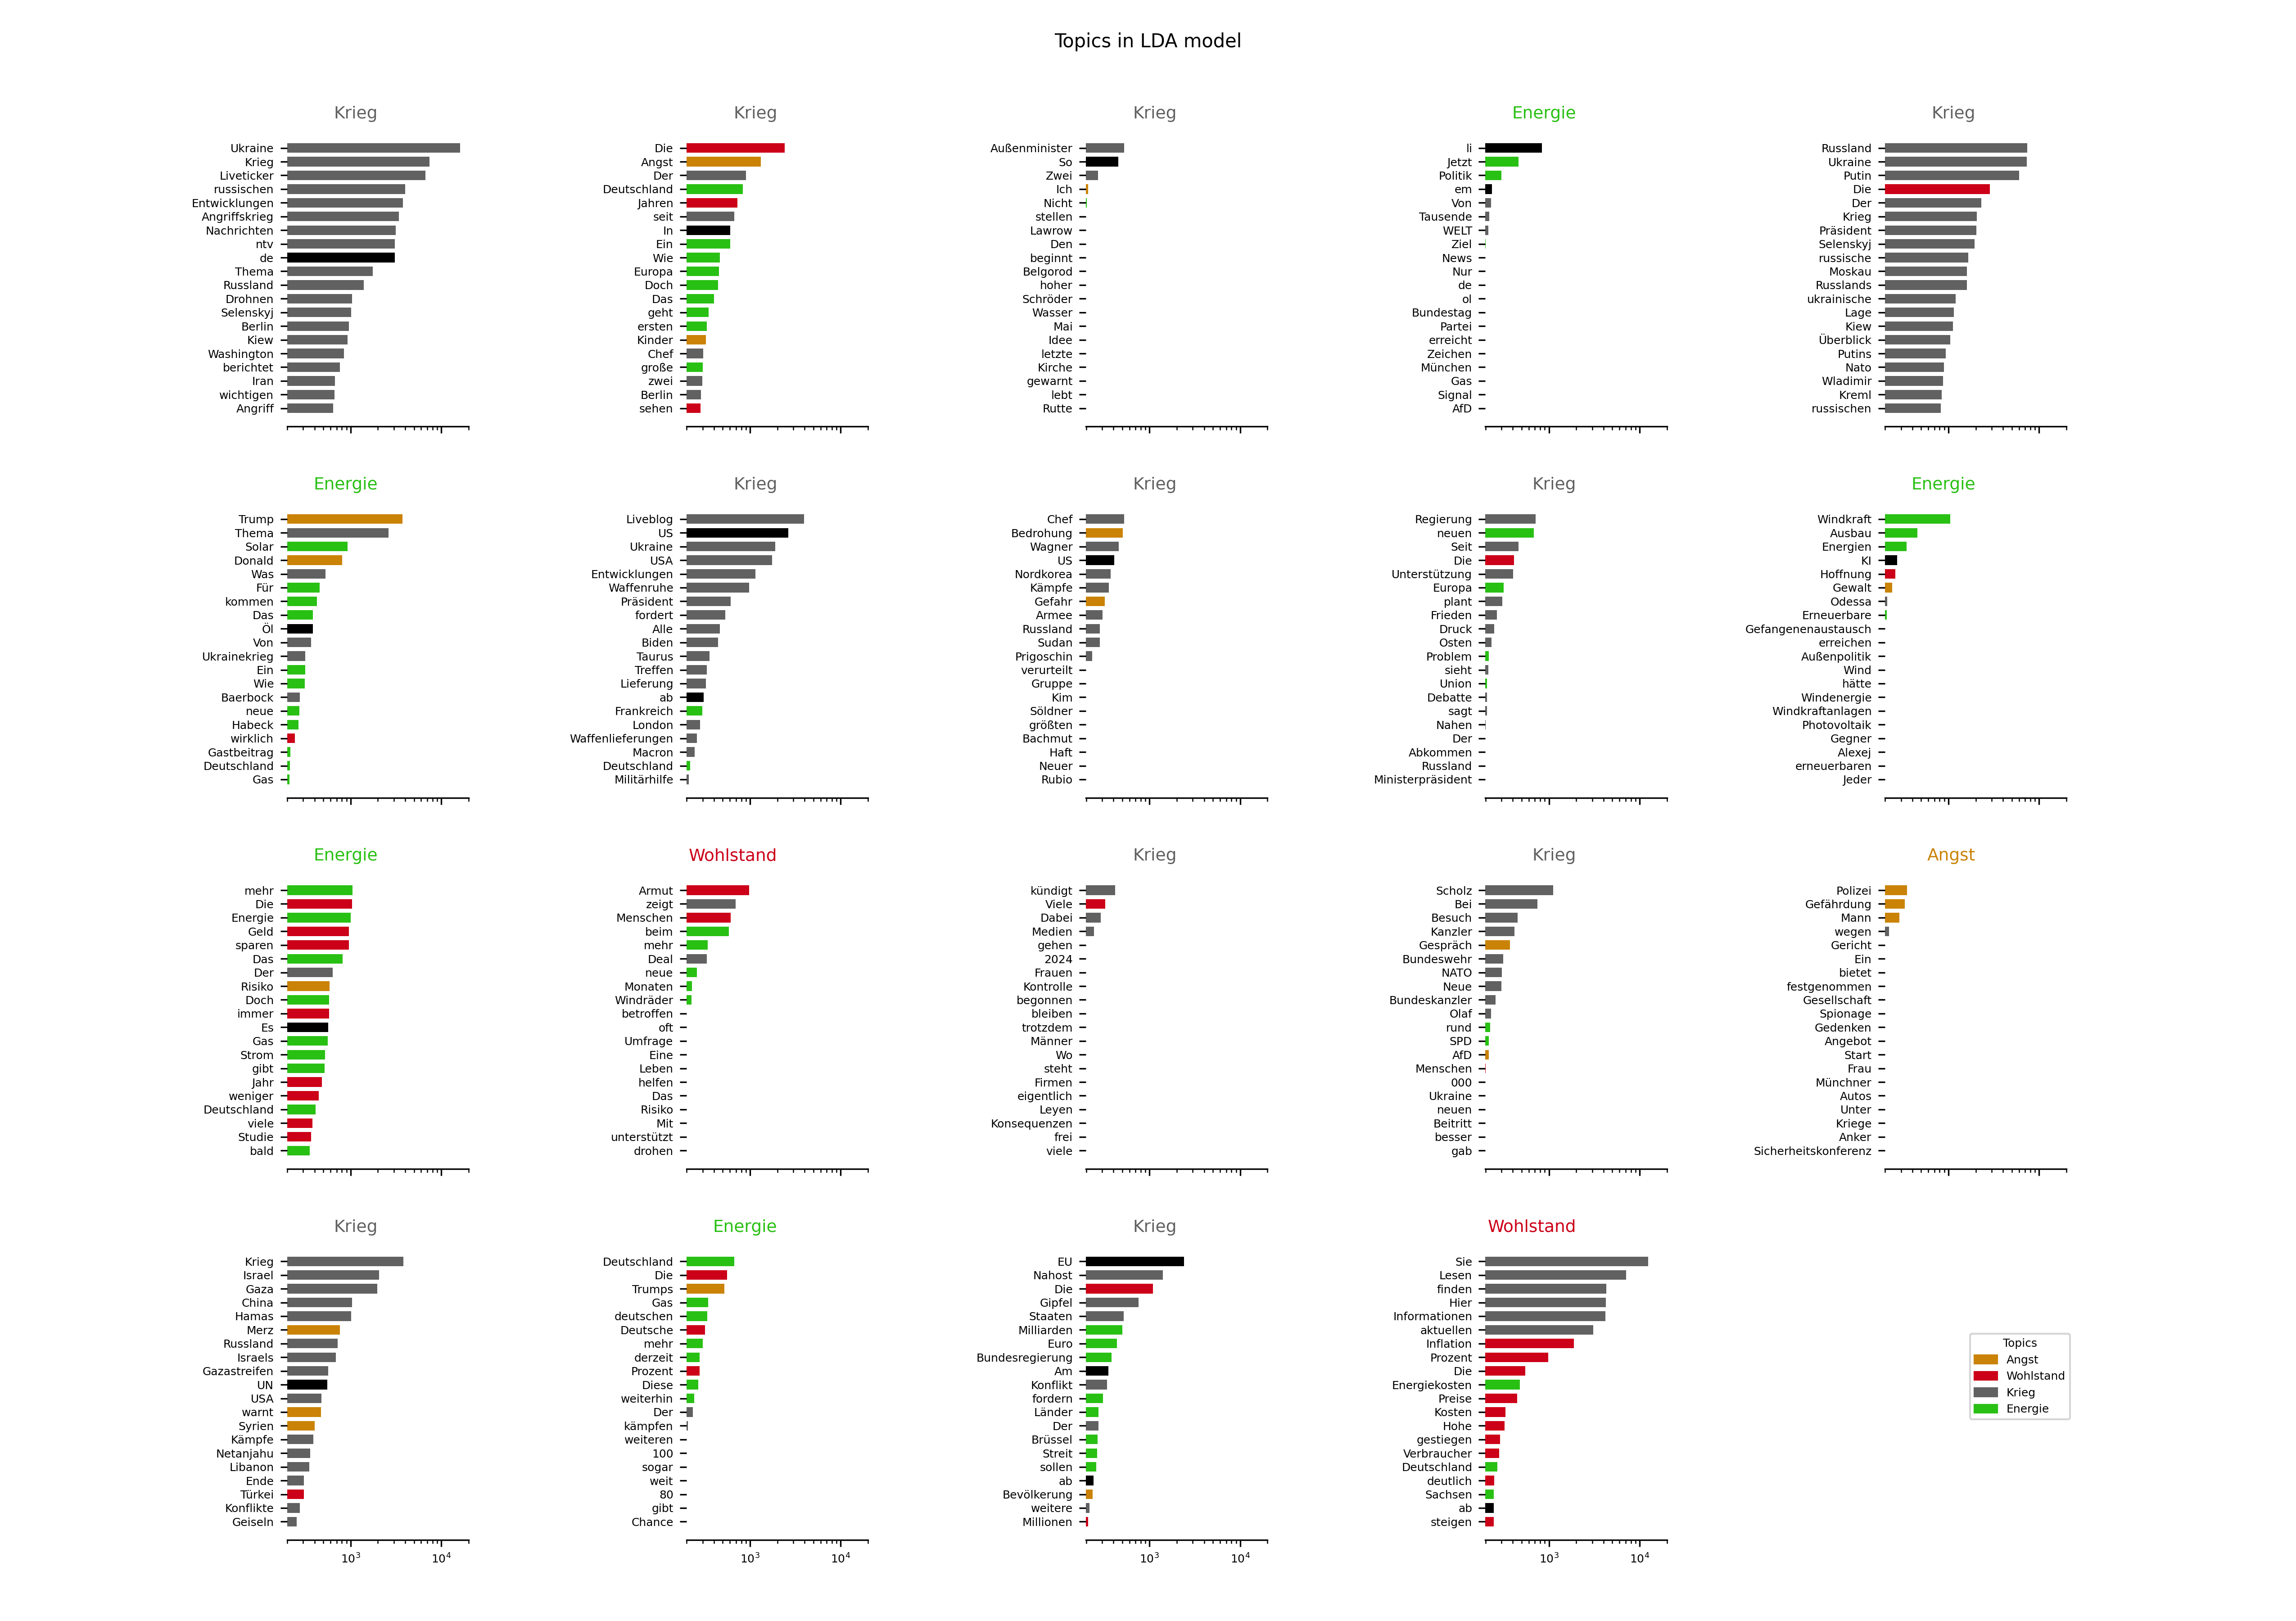 Topics in LDA model
Krieg
Ukraine
Krieg
Liveticker
russischen
Entwicklungen
Angriffskrieg
Nachrichten
ntv
de
Thema
Russland
Drohnen
Selenskyj
Berlin
Kiew
Washington
berichtet
Iran
wichtigen
Angriff
Krieg
Die
Angst
Der
Deutschland
Jahren
seit
In
Ein
Wie
Europa
Doch
Das
geht
ersten
Kinder
Chef
große
zwei
Berlin
sehen
Krieg
Außenminister
So
Zwei
Ich
Nicht
stellen
Lawrow
Den
beginnt
Belgorod
hoher
Schröder
Wasser
Mai
Idee
letzte
Kirche
gewarnt
lebt
Rutte
Energie
li
Jetzt
Politik
em
Von
Tausende
WELT
Ziel
News
Nur
de
ol
Bundestag
Partei
erreicht
Zeichen
München
Gas
Signal
AfD
Krieg
Russland
Ukraine
Putin
Die
Der
Krieg
Präsident
Selenskyj
russische
Moskau
Russlands
ukrainische
Lage
Kiew
Überblick
Putins
Nato
Wladimir
Kreml
russischen
Energie
Trump
Thema
Solar
Donald
Was
Für
kommen
Das
Öl
Von
Ukrainekrieg
Ein
Wie
Baerbock
neue
Habeck
wirklich
Gastbeitrag
Deutschland
Gas
Krieg
Liveblog
US
Ukraine
USA
Entwicklungen
Waffenruhe
Präsident
fordert
Alle
Biden
Taurus
Treffen
Lieferung
ab
Frankreich
London
Waffenlieferungen
Macron
Deutschland
Militärhilfe
Krieg
Chef
Bedrohung
Wagner
US
Nordkorea
Kämpfe
Gefahr
Armee
Russland
Sudan
Prigoschin
verurteilt
Gruppe
Kim
Söldner
größten
Bachmut
Haft
Neuer
Rubio
Krieg
Regierung
neuen
Seit
Die
Unterstützung
Europa
plant
Frieden
Druck
Osten
Problem
sieht
Union
Debatte
sagt
Nahen
Der
Abkommen
Russland
Ministerpräsident
Energie
Windkraft
Ausbau
Energien
KI
Hoffnung
Gewalt
Odessa
Erneuerbare
Gefangenenaustausch
erreichen
Außenpolitik
Wind
hätte
Windenergie
Windkraftanlagen
Photovoltaik
Gegner
Alexej
erneuerbaren
Jeder
Energie
mehr
Die
Energie
Geld
sparen
Das
Der
Risiko
Doch
immer
Es
Gas
Strom
gibt
Jahr
weniger
Deutschland
viele
Studie
bald
Wohlstand
Armut
zeigt
Menschen
beim
mehr
Deal
neue
Monaten
Windräder
betroffen
oft
Umfrage
Eine
Leben
helfen
Das
Risiko
Mit
unterstützt
drohen
Krieg
kündigt
Viele
Dabei
Medien
gehen
2024
Frauen
Kontrolle
begonnen
bleiben
trotzdem
Männer
Wo
steht
Firmen
eigentlich
Leyen
Konsequenzen
frei
viele
Krieg
Scholz
Bei
Besuch
Kanzler
Gespräch
Bundeswehr
NATO
Neue
Bundeskanzler
Olaf
rund
SPD
AfD
Menschen
000
Ukraine
neuen
Beitritt
besser
gab
Angst
Polizei
Gefährdung
Mann
wegen
Gericht
Ein
bietet
festgenommen
Gesellschaft
Spionage
Gedenken
Angebot
Start
Frau
Münchner
Autos
Unter
Kriege
Anker
Sicherheitskonferenz
Krieg
Krieg
Israel
Gaza
China
Hamas
Merz
Russland
Israels
Gazastreifen
UN
USA
warnt
Syrien
Kämpfe
Netanjahu
Libanon
Ende
Türkei
Konflikte
Geiseln
10³ 10⁴
Energie
Deutschland
Die
Trumps
Gas
deutschen
Deutsche
mehr
derzeit
Prozent
Diese
weiterhin
Der
kämpfen
weiteren
100
sogar
weit
80
gibt
Chance
10³ 10⁴
Krieg
EU
Nahost
Die
Gipfel
Staaten
Milliarden
Euro
Bundesregierung
Am
Konflikt
fordern
Länder
Der
Brüssel
Streit
sollen
ab
Bevölkerung
weitere
Millionen
10³ 10⁴
Wohlstand
Sie
Lesen
finden
Hier
Informationen
aktuellen
Inflation
Prozent
Die
Energiekosten
Preise
Kosten
Hohe
gestiegen
Verbraucher
Deutschland
deutlich
Sachsen
ab
steigen
10³ 10⁴
Topics
Angst
Wohlstand
Krieg
Energie